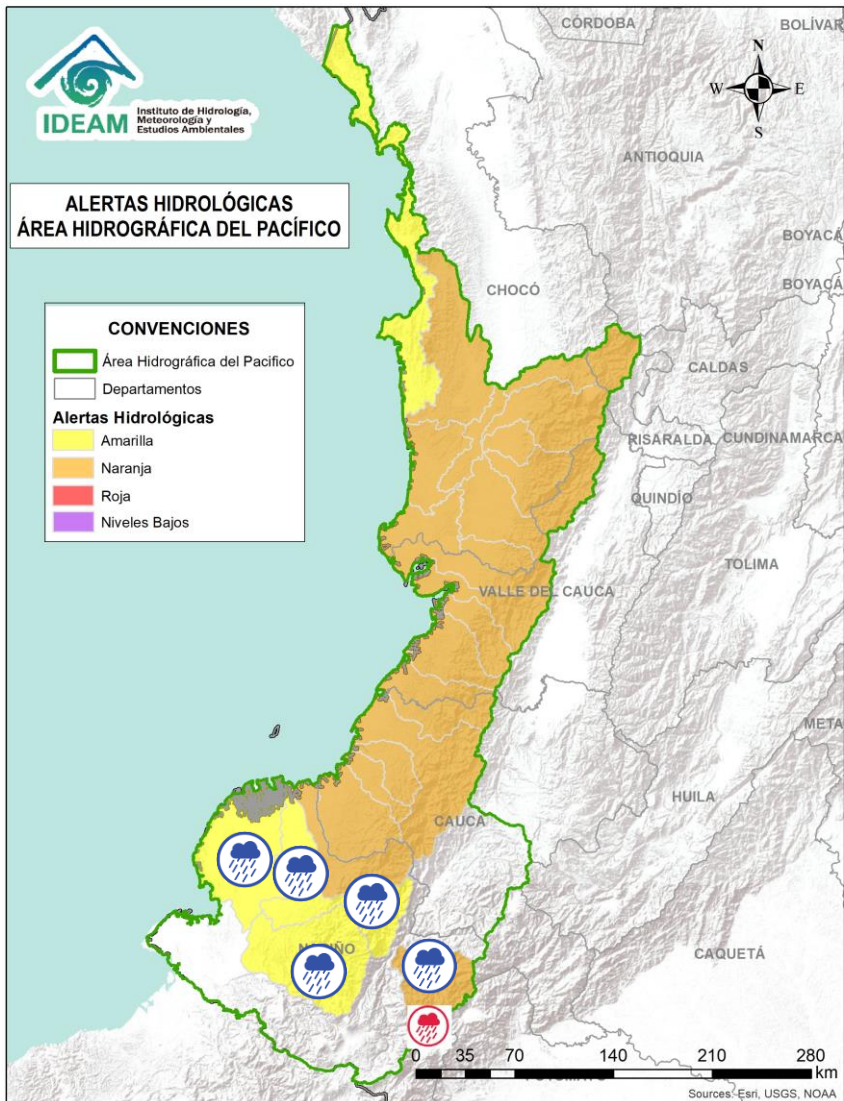 CÓRDOBA
BOLÍVAR
IDEAM
Instituto de Hidrología,
Meteorología y
Estudios Ambientales
N
W
E
S
ANTIOQUIA
ALERTAS HIDROLÓGICAS
ÁREA HIDROGRÁFICA DEL PACÍFICO
BOYACÁ
BOYACÁ
CHOCÓ
CONVENCIONES
Área Hidrográfica del Pacifico
Departamentos
Alertas Hidrológicas
Amarilla
Naranja
Roja
Niveles Bajos
CALDAS
RISARALDA
CUNDINAMARCA
QUINDÍO
TOLIMA
VALLE DEL CAUCA
META
HUILA
CAUCA
CAQUETÁ
0 35 70 140 210 280
km
Sources: Esri, USGS, NOAA